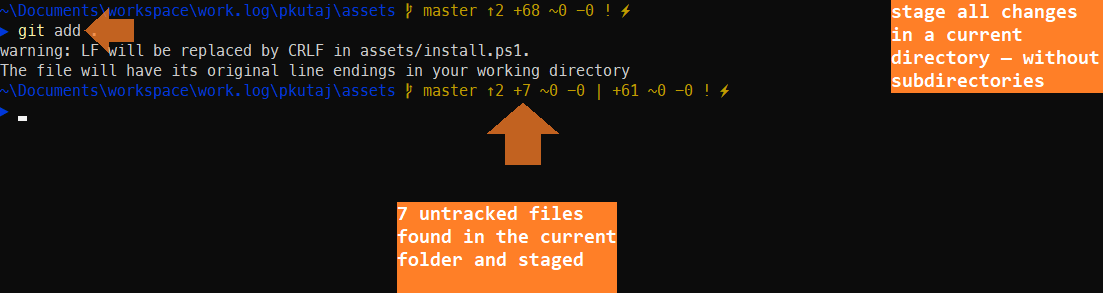 ~\Documents\workspace\work.log\pkutaj\assets master ↑2 +68 ~0 -0 !
git add .
warning: LF will be replaced by CRLF in assets/install.ps1.
The file will have its original line endings in your working directory
~\Documents\workspace\work.log\pkutaj\assets master ↑2 +7 ~0 -0 | +61 ~0 -0 !
stage all changes
in a current
directory — without
subdirectories
7 untracked files
found in the current
folder and staged